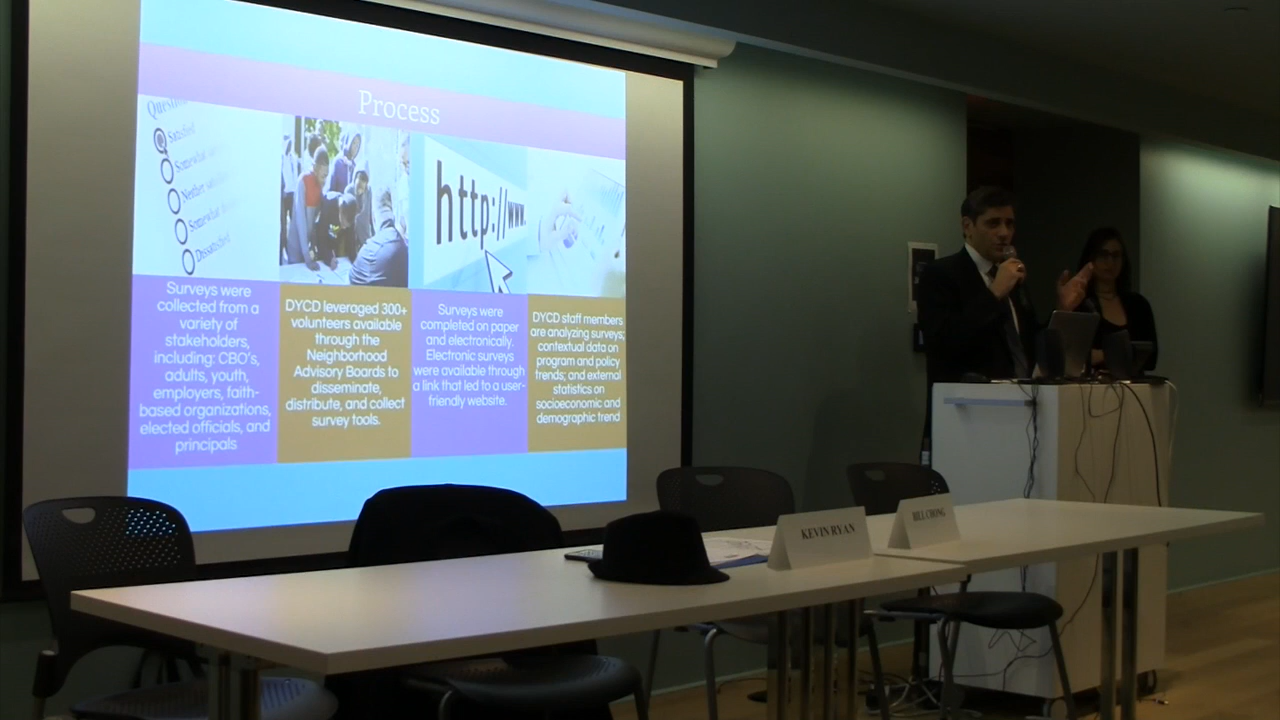 Process
Satisfied
Somewhat
Neither
Somewhat
Dissatisfied
http://www.
Surveys were
collected from a
variety of
stakeholders,
including: CBO's,
adults, youth,
employers, faith-
based organizations,
elected officials, and
principals
DYCD leveraged 300+
volunteers available
through the
Neighborhood
Advisory Boards to
disseminate,
distribute, and collect
survey tools.
Surveys were
completed on paper
and electronically.
Electronic surveys
were available through
a link that led to a user-
friendly website.
DYCD staff members
are analyzing surveys;
contextual data on
program and policy
trends; and external
statistics on
socioeconomic and
demographic trend
KEVIN RYAN
BILL CHONG